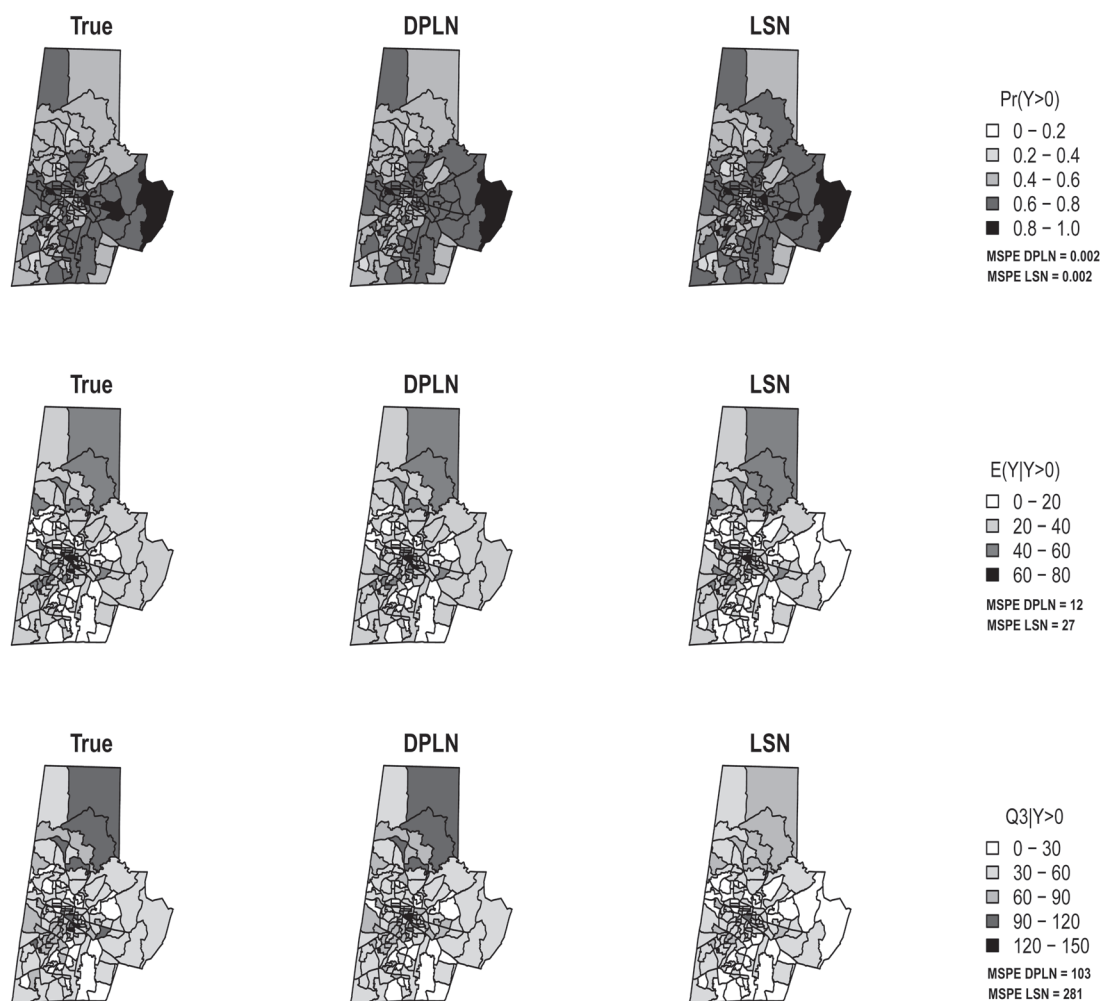 True
DPLN
LSN
Pr(Y>0)
0 – 0.2
0.2 – 0.4
0.4 – 0.6
0.6 – 0.8
0.8 – 1.0
MSPE DPLN = 0.002
MSPE LSN = 0.002
True
DPLN
LSN
E(Y|Y>0)
0 – 20
20 – 40
40 – 60
60 – 80
MSPE DPLN = 12
MSPE LSN = 27
True
DPLN
LSN
Q3|Y>0
0 – 30
30 – 60
60 – 90
90 – 120
120 – 150
MSPE DPLN = 103
MSPE LSN = 281